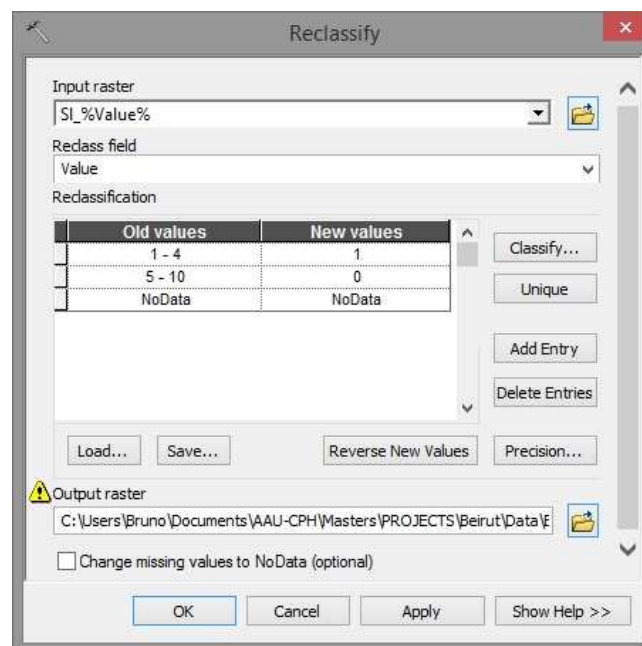 Reclassify
Input raster
SI_%Value%
Reclass field
Value
Reclassification
Old values New values
1 - 4 1
5 - 10 0
NoData NoData
Classify...
Unique
Add Entry
Delete Entries
Load... Save... Reverse New Values Precision...
Output raster
C:\Users\Bruno\Documents\AAU-CPH\Masters\PROJECTS\Beirut\Data\E
Change missing values to NoData (optional)
OK Cancel Apply Show Help >>